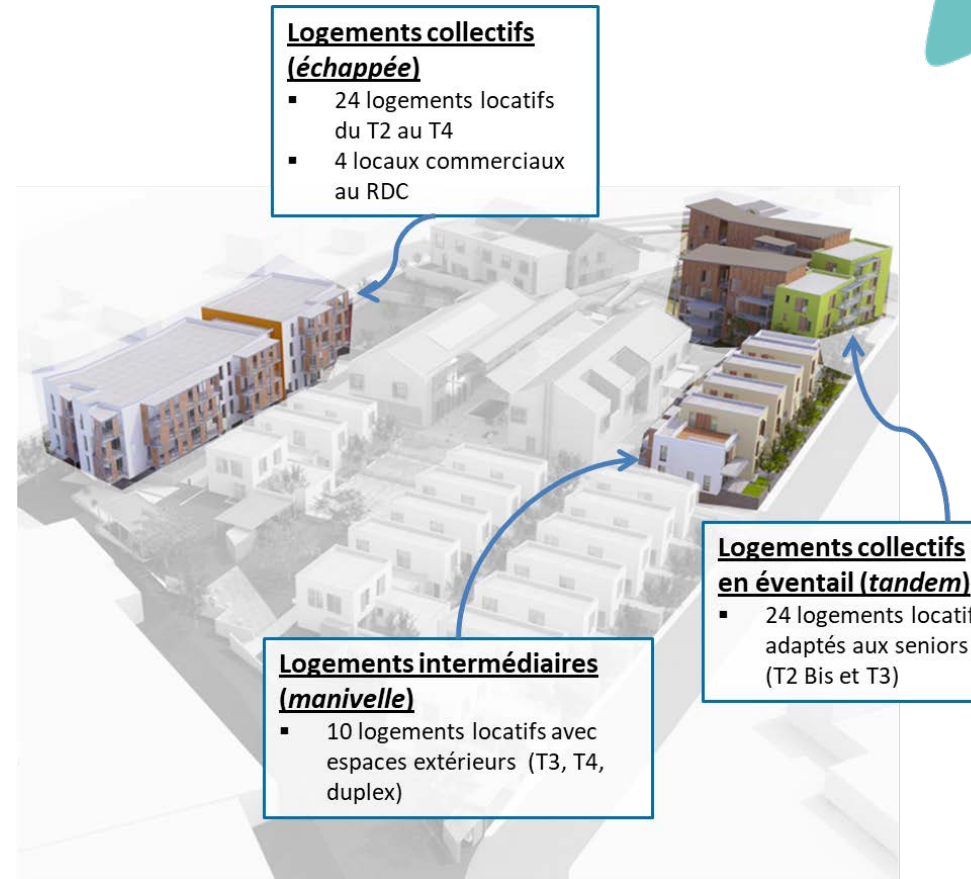 Logements collectifs
(échappée)
▪ 24 logements locatifs
du T2 au T4
▪ 4 locaux commerciaux
au RDC
Logements collectifs
en éventail (tandem)
▪ 24 logements locatif
adaptés aux seniors
(T2 Bis et T3)
Logements intermédiaires
(manivelle)
▪ 10 logements locatifs avec
espaces extérieurs (T3, T4,
duplex)